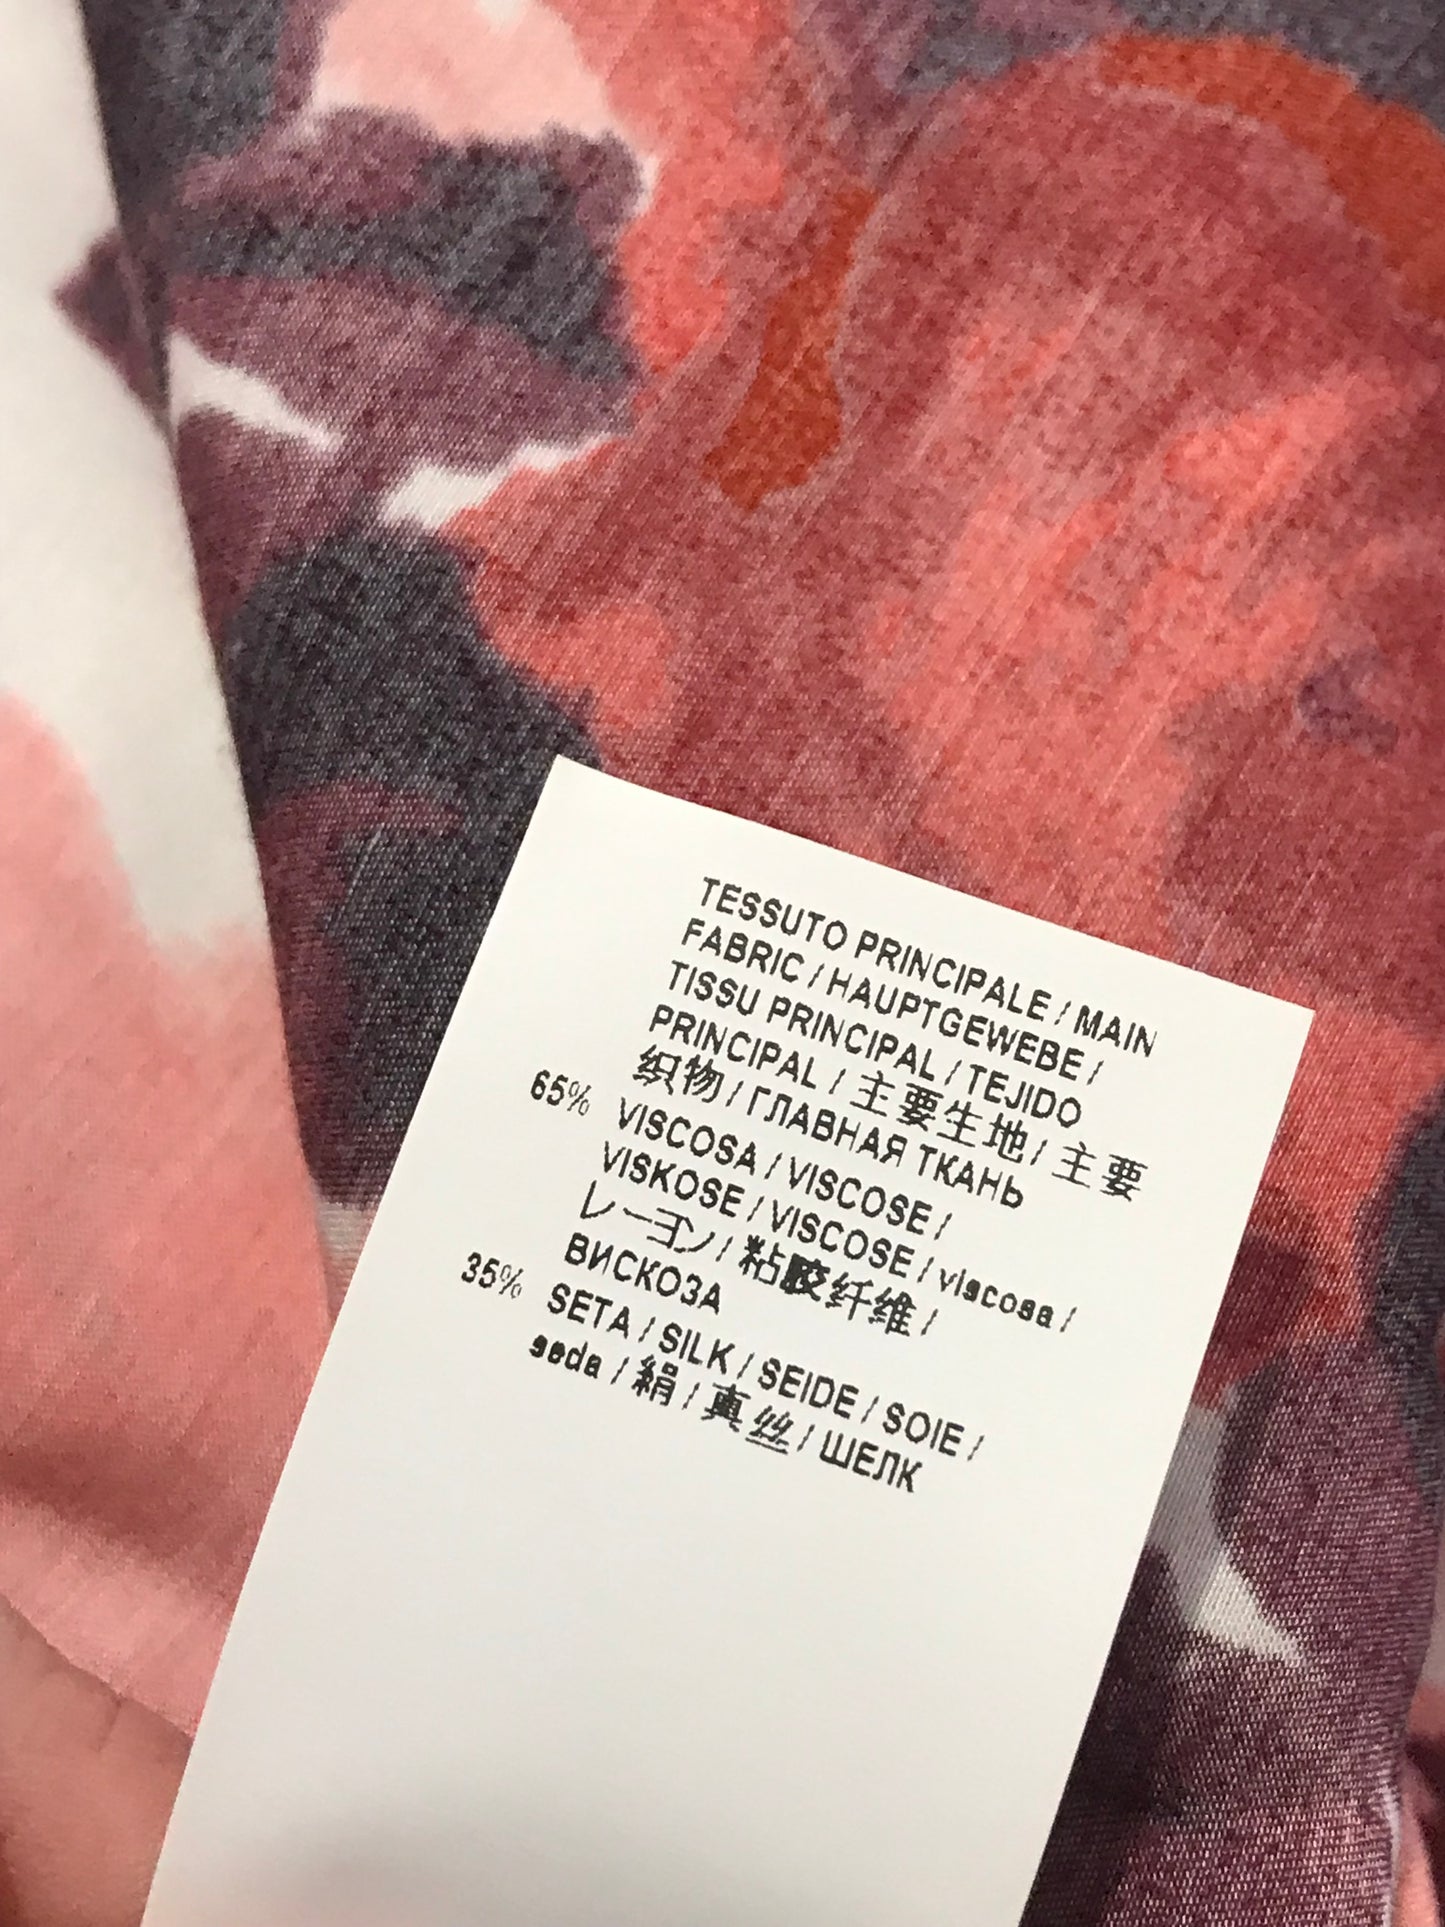 TESSUTO PRINCIPALE / MAIN
FABRIC / HAUPTGEWEBE /
TISSU PRINCIPAL / TEJIDO
PRINCIPAL / 主要生地 / 主要
织物 / ГЛАВНАЯ ТКАНЬ
65% VISCOSA / VISCOSE /
VISKOSE / VISCOSE / viscosa /
レーヨン / 粘胶纤维 /
ВИСКОЗА
35% SETA / SILK / SEIDE / SOIE /
seda / 絹 / 真丝 / ШЕЛК